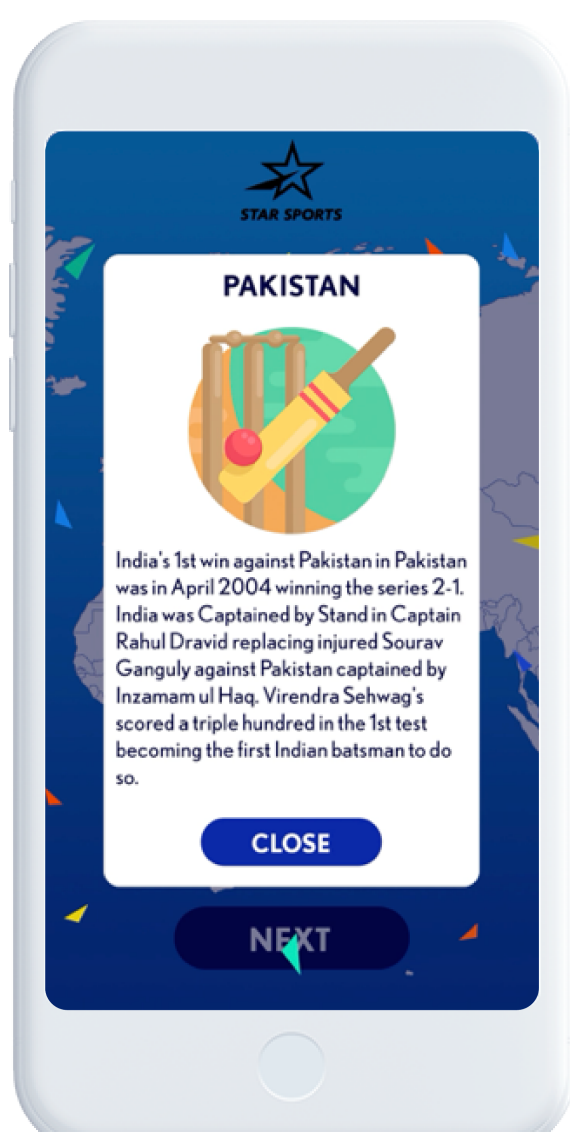 STAR SPORTS
PAKISTAN
India's 1st win against Pakistan in Pakistan
was in April 2004 winning the series 2-1.
India was Captained by Stand in Captain
Rahul Dravid replacing injured Sourav
Ganguly against Pakistan captained by
Inzamam ul Haq. Virendra Sehwag's
scored a triple hundred in the 1st test
becoming the first Indian batsman to do
so.
CLOSE
NEXT